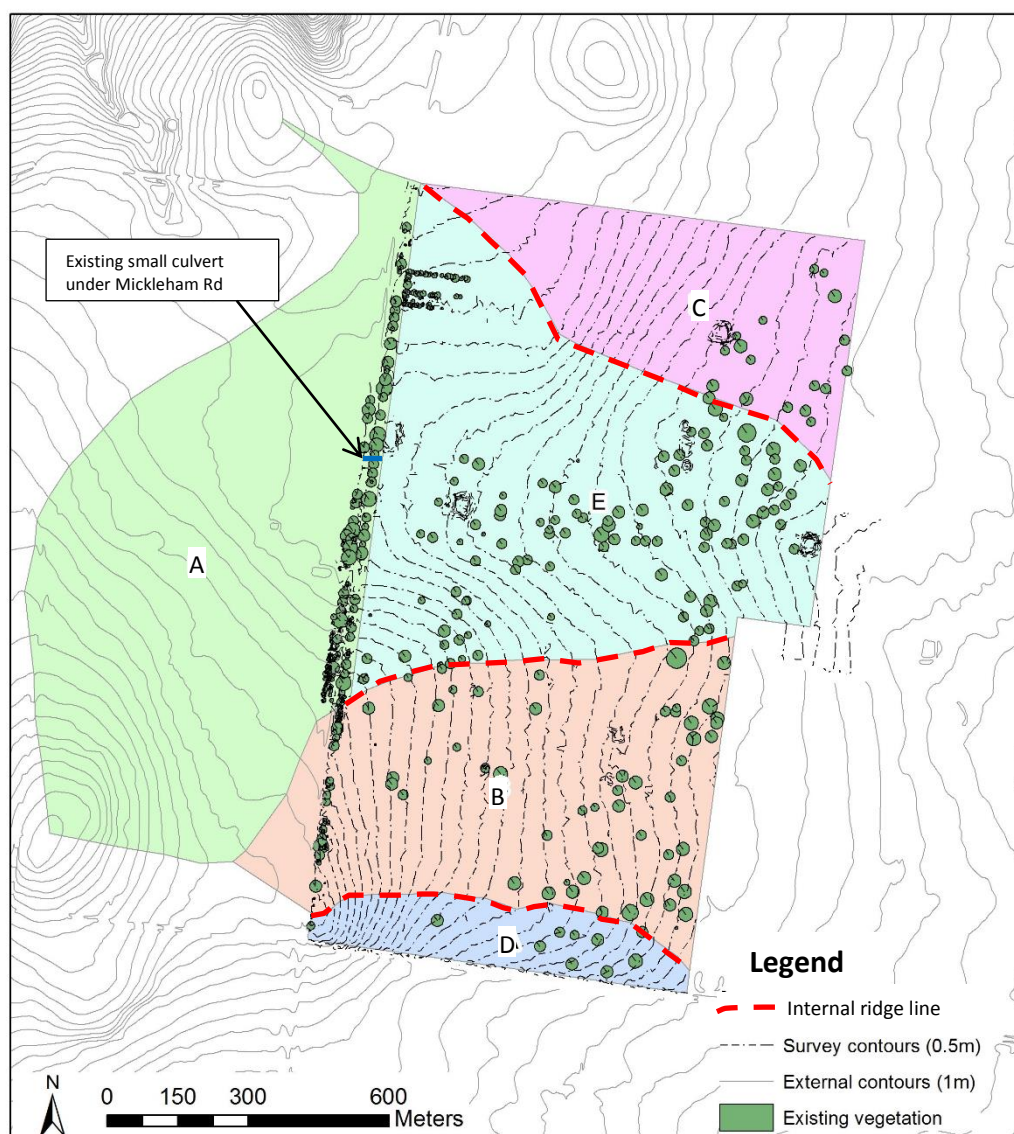 Existing small culvert
under Mickleham Rd
C
E
A
B
D
Legend
Internal ridge line
Survey contours (0.5m)
External contours (1m)
Existing vegetation
N
0 150 300 600
Meters